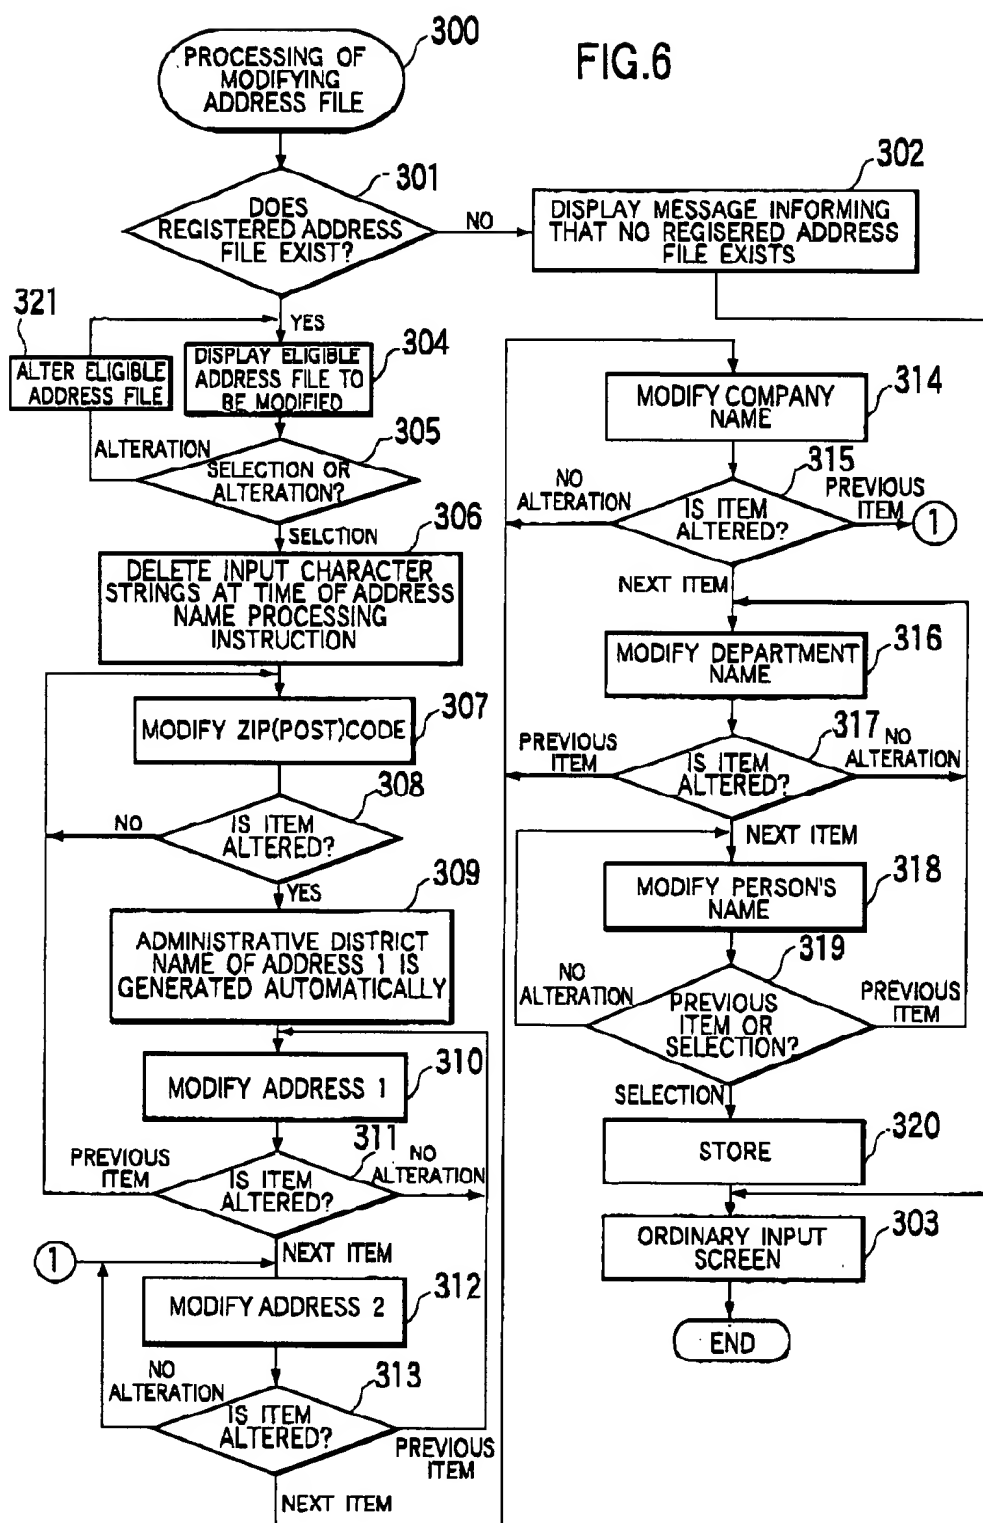 300
FIG.6
PROCESSING OF
MODIFYING
ADDRESS FILE
301
DOES
REGISTERED ADDRESS
FILE EXIST?
NO
302
DISPLAY MESSAGE INFORMING
THAT NO REGISERED ADDRESS
FILE EXISTS
321
YES
ALTER ELIGIBLE
ADDRESS FILE
304
DISPLAY ELIGIBLE
ADDRESS FILE TO
BE MODIFIED
ALTERATION
305
SELECTION OR
ALTERATION?
SELCTION
306
DELETE INPUT CHARACTER
STRINGS AT TIME OF ADDRESS
NAME PROCESSING
INSTRUCTION
307
MODIFY ZIP(POST)CODE
308
NO
IS ITEM
ALTERED?
YES
309
ADMINISTRATIVE DISTRICT
NAME OF ADDRESS 1 IS
GENERATED AUTOMATICALLY
310
MODIFY ADDRESS 1
311
PREVIOUS
ITEM
IS ITEM
ALTERED?
NO
ALTERATION
NEXT ITEM
1
312
MODIFY ADDRESS 2
313
NO
ALTERATION
IS ITEM
ALTERED?
PREVIOUS
ITEM
NEXT ITEM
314
MODIFY COMPANY
NAME
315
NO
ALTERATION
IS ITEM
ALTERED?
PREVIOUS
ITEM
1
NEXT ITEM
316
MODIFY DEPARTMENT
NAME
317
PREVIOUS
ITEM
IS ITEM
ALTERED?
NO
ALTERATION
NEXT ITEM
318
MODIFY PERSON'S
NAME
319
NO
ALTERATION
PREVIOUS
ITEM OR
SELECTION?
PREVIOUS
ITEM
SELECTION
320
STORE
303
ORDINARY INPUT
SCREEN
END